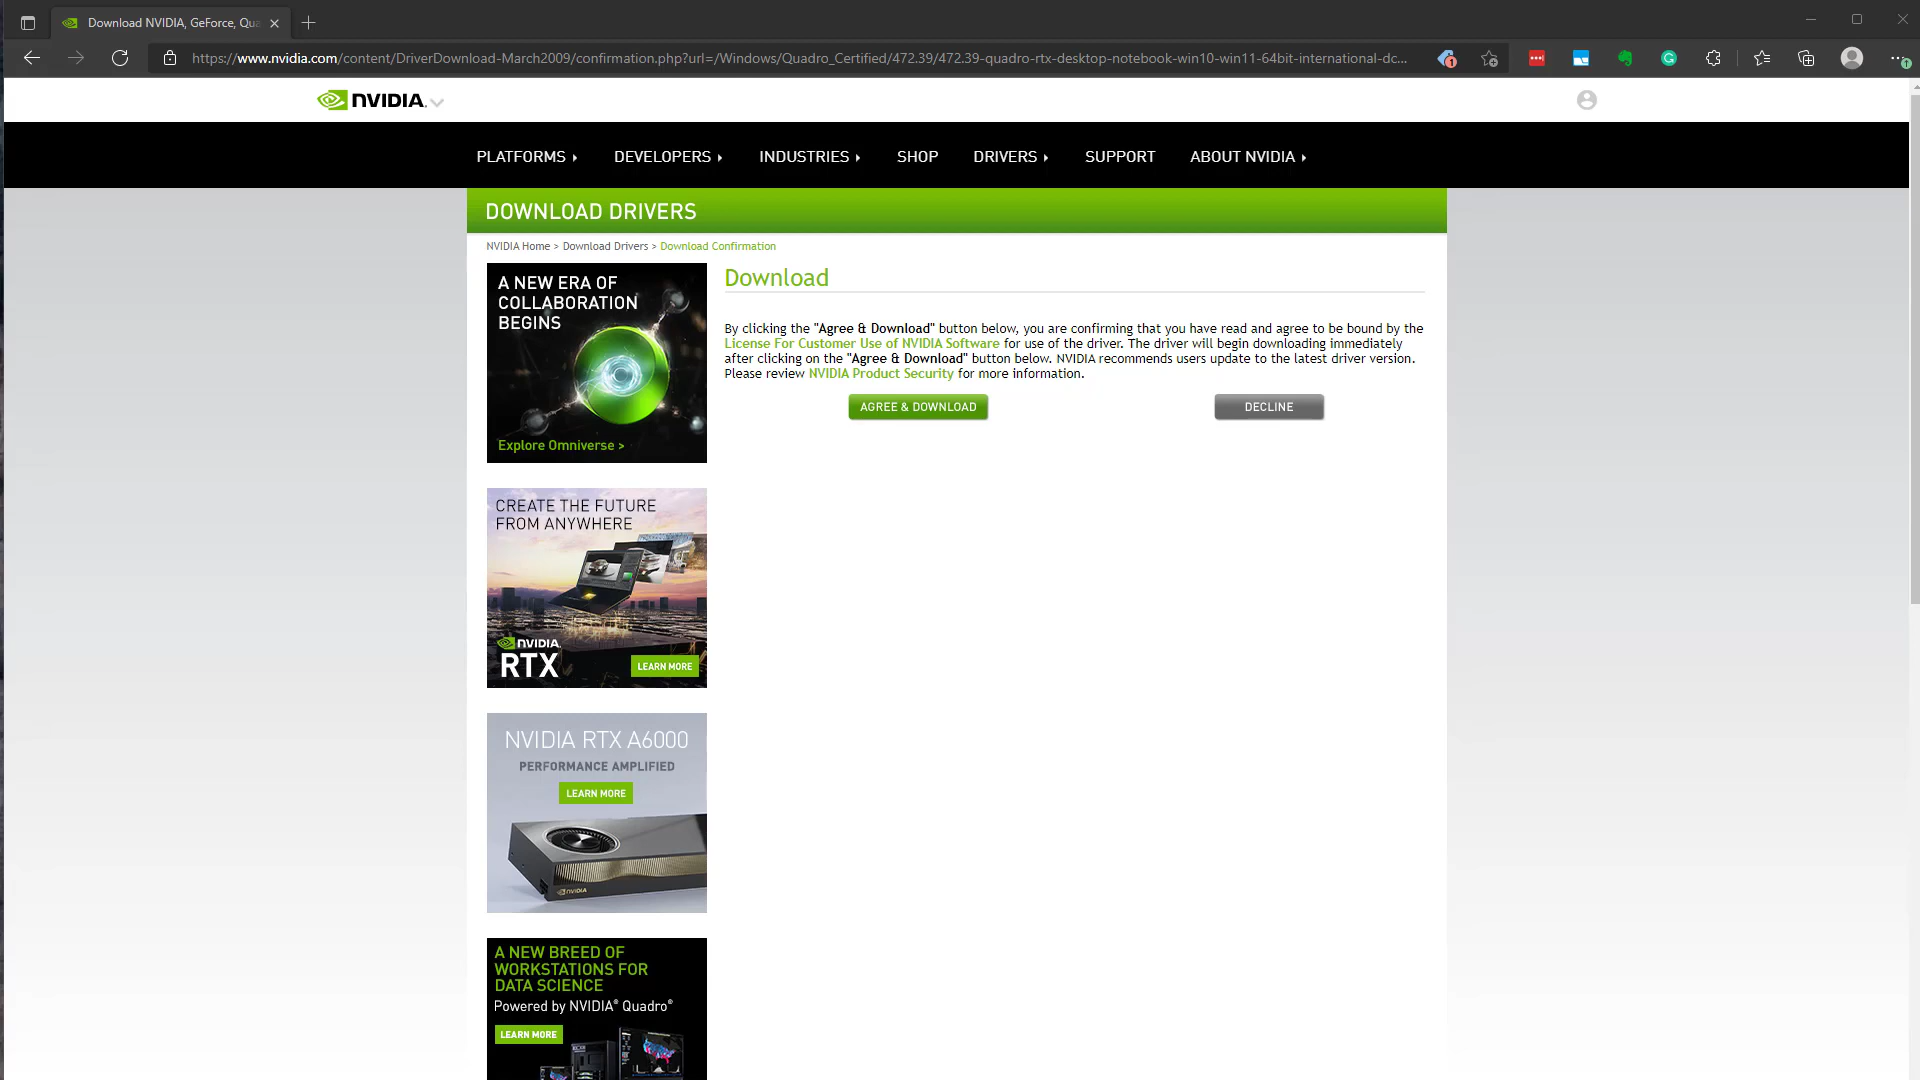 Download NVIDIA, GeForce, Qua
https://www.nvidia.com/content/DriverDownload-March2009/confirmation.php?url=/Windows/Quadro_Certified/472.39/472.39-quadro-rtx-desktop-notebook-win10-win11-64bit-international-dc...
1
1
NVIDIA.
PLATFORMS
DEVELOPERS
INDUSTRIES
SHOP
DRIVERS
SUPPORT
ABOUT NVIDIA
DOWNLOAD DRIVERS
NVIDIA Home > Download Drivers > Download Confirmation
A NEW ERA OF
COLLABORATION
BEGINS
Explore Omniverse >
Download
By clicking the "Agree & Download" button below, you are confirming that you have read and agree to be bound by the
License For Customer Use of NVIDIA Software for use of the driver. The driver will begin downloading immediately
after clicking on the "Agree & Download" button below. NVIDIA recommends users update to the latest driver version.
Please review NVIDIA Product Security for more information.
AGREE & DOWNLOAD
DECLINE
CREATE THE FUTURE
FROM ANYWHERE
NVIDIA.
RTX
LEARN MORE
NVIDIA RTX A6000
PERFORMANCE AMPLIFIED
LEARN MORE
NVIDIA
A NEW BREED OF
WORKSTATIONS FOR
DATA SCIENCE
Powered by NVIDIA® Quadro®
LEARN MORE